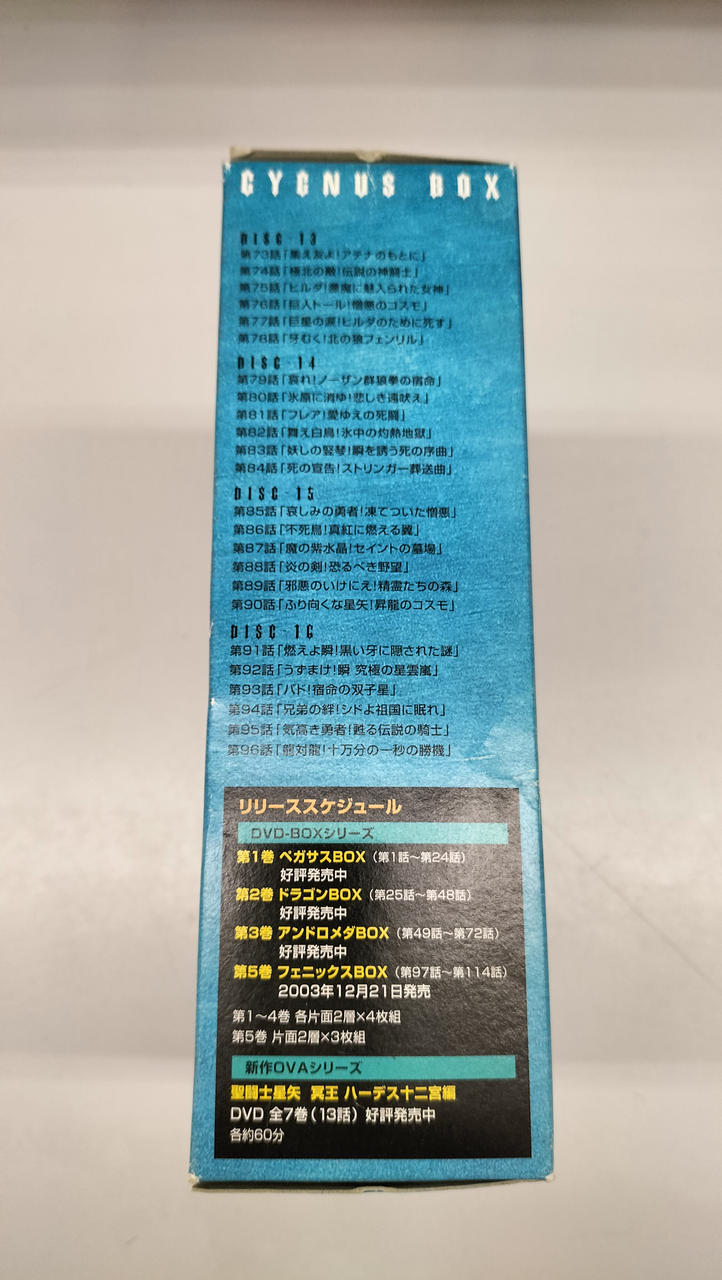 CYGNUS BOX
DISC-13
第73話「集え友よ!アテナのもとに」
第74話「極北の敵!伝説の神闘士」
第75話「ヒルダ!悪魔に魅入られた女神」
第76話「巨人トール!憎悪のコスモ」
第77話「巨星の涙!ヒルダのために死す」
第78話「牙むく!北の狼フェンリル」
DISC-14
第79話「哀れ!ノーザン群狼拳の宿命」
第80話「氷原に消ゆ!悲しき遠吠え」
第81話「フレア!愛ゆえの死闘」
第82話「舞え白鳥!氷中の灼熱地獄」
第83話「妖しの竪琴!瞬を誘う死の序曲」
第84話「死の宣告!ストリンガー葬送曲」
DISC-15
第85話「哀しみの勇者!凍てついた憎悪」
第86話「不死鳥!真紅に燃える翼」
第87話「魔の紫水晶!セイントの墓場」
第88話「炎の剣!恐るべき野望」
第89話「邪悪のいけにえ!精霊たちの森」
第90話「ふり向くな星矢!昇龍のコスモ」
DISC-16
第91話「燃えよ瞬!黒い牙に隠された謎」
第92話「うずまけ!瞬 究極の星雲嵐」
第93話「バド!宿命の双子星」
第94話「兄弟の絆!シドよ祖国に眠れ」
第95話「気高き勇者!甦る伝説の騎士」
第96話「龍対龍!十万分の一秒の勝機」
リリーススケジュール
DVD-BOXシリーズ
第1巻 ペガサスBOX（第1話〜第24話）
好評発売中
第2巻 ドラゴンBOX（第25話〜第48話）
好評発売中
第3巻 アンドロメダBOX（第49話〜第72話）
好評発売中
第5巻 フェニックスBOX（第97話〜第114話）
2003年12月21日発売
第1〜4巻 各片面2層×4枚組
第5巻 片面2層×3枚組
新作OVAシリーズ
聖闘士星矢 冥王 ハーデス十二宮編
DVD 全7巻（13話） 好評発売中
各約60分